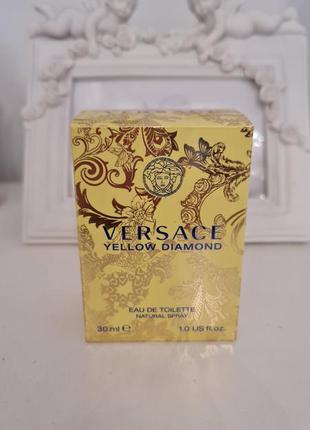 VERSACE
YELLOW DIAMOND
EAU DE TOILETTE
NATURAL SPRAY
30 ml ℮ 1.0 US fl.oz.